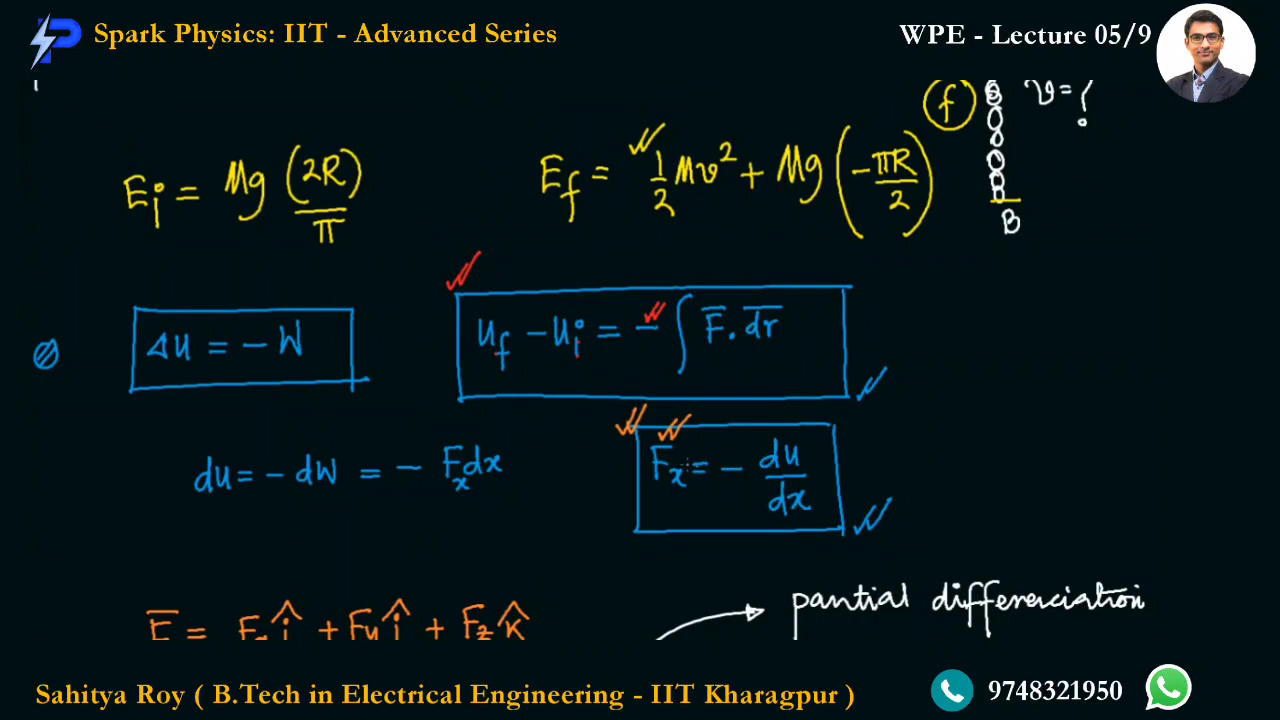 Spark Physics: IIT - Advanced Series
WPE - Lecture 05/9
f v = ?
Ei = Mg (2R)/π
Ef = 1/2 Mv² + Mg (-πR/2)
B
ΔU = - W
Uf - Ui = - ∫ F̄ . dr̄
dU = - dW = - Fx dx
Fx = - dU/dx
F̄ = Fx î + Fy ĵ + Fz k̂
partial differenciation
Sahitya Roy ( B.Tech in Electrical Engineering - IIT Kharagpur )
9748321950